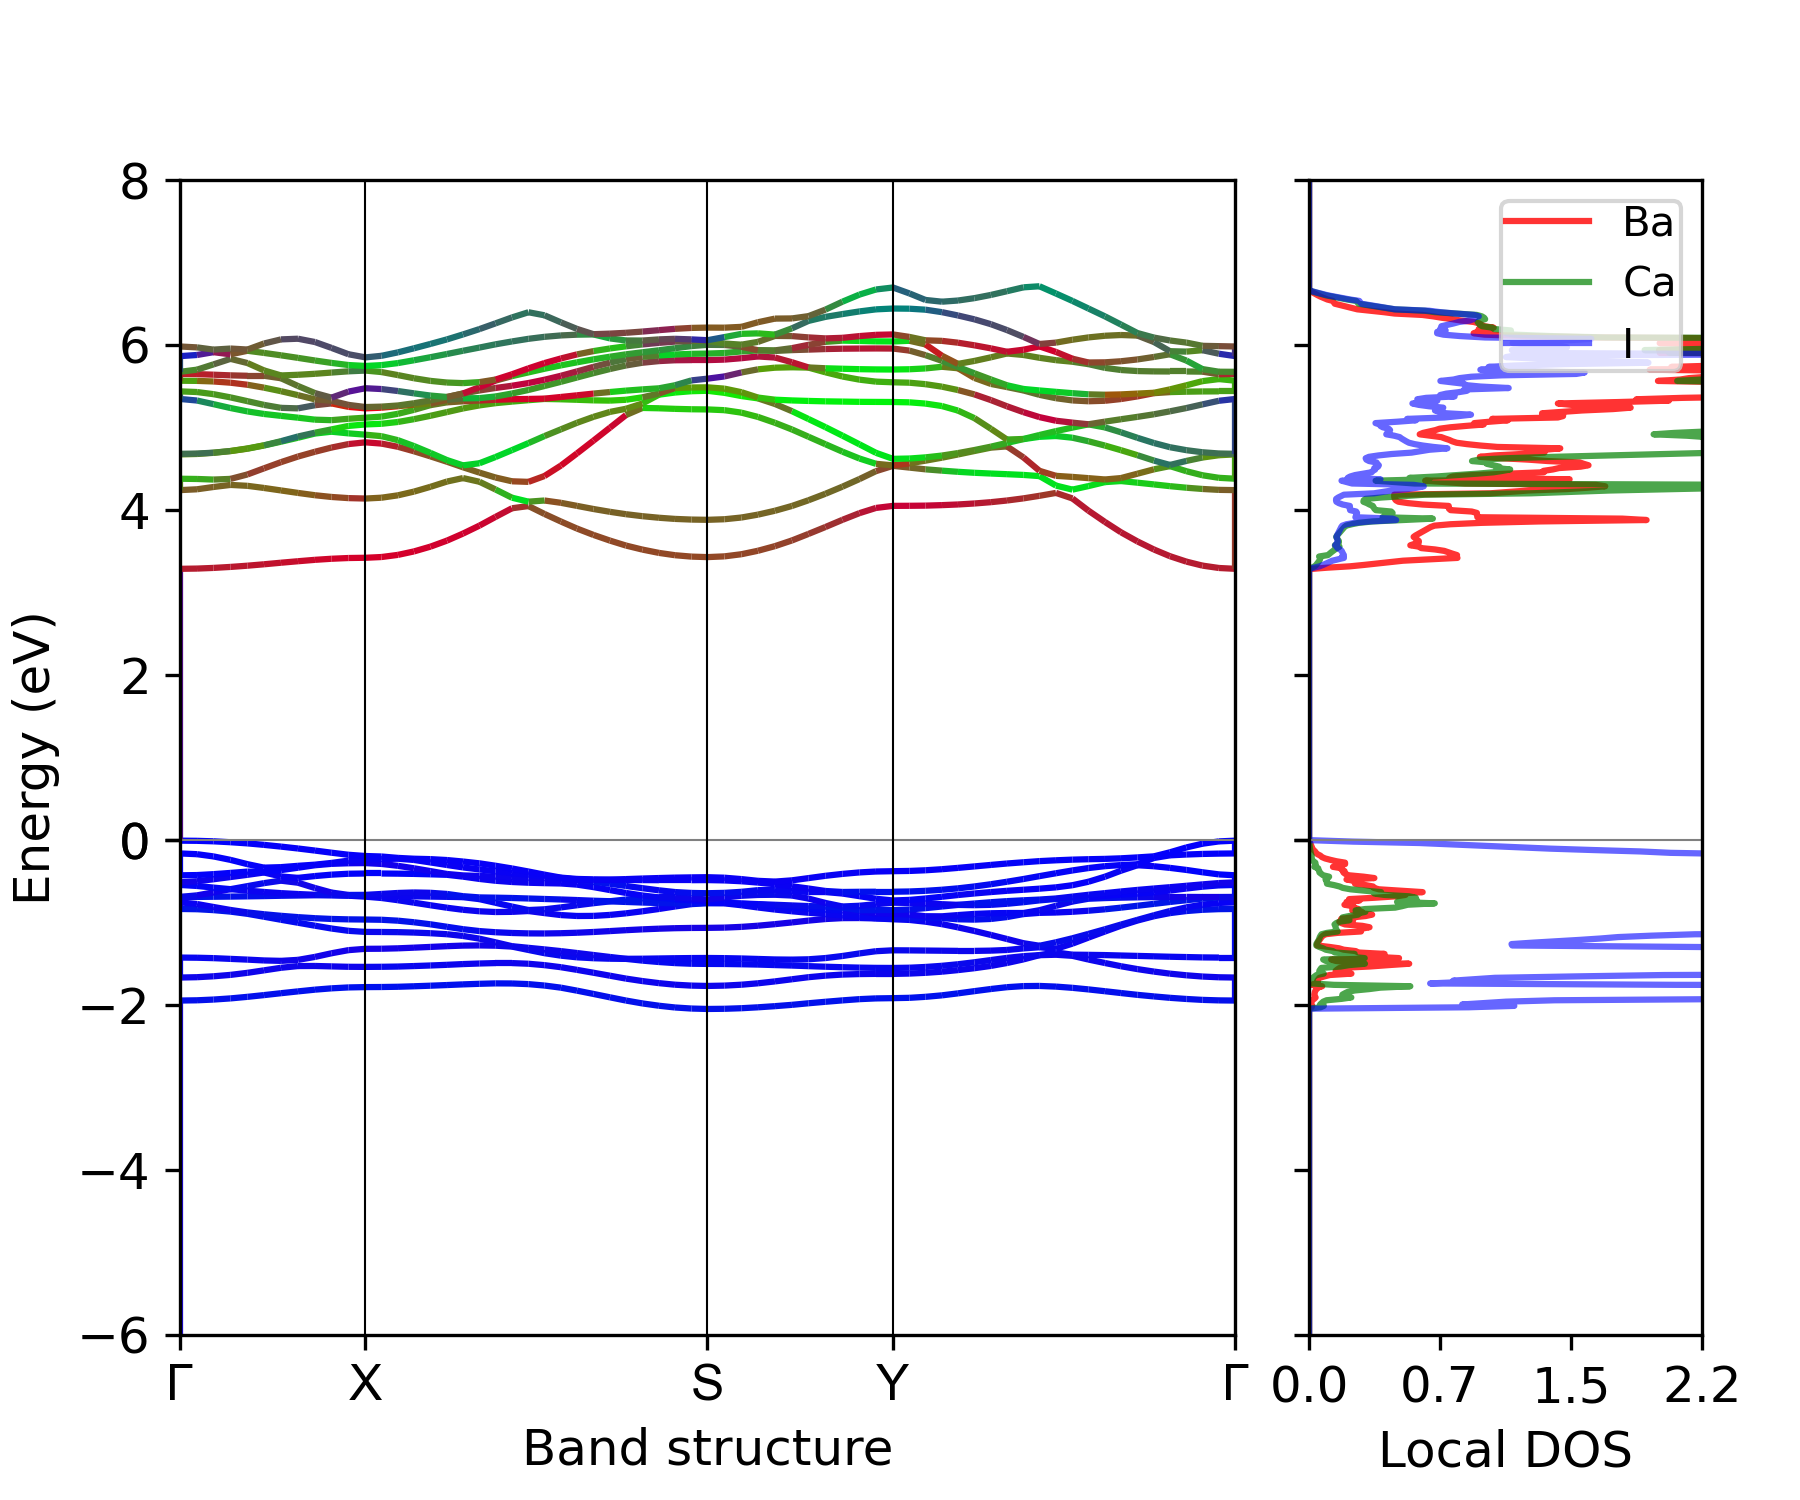 8
6
4
2
0
−2
−4
−6
Energy (eV)
Γ X S Y Γ
Band structure
Ba
Ca
I
0.0 0.7 1.5 2.2
Local DOS